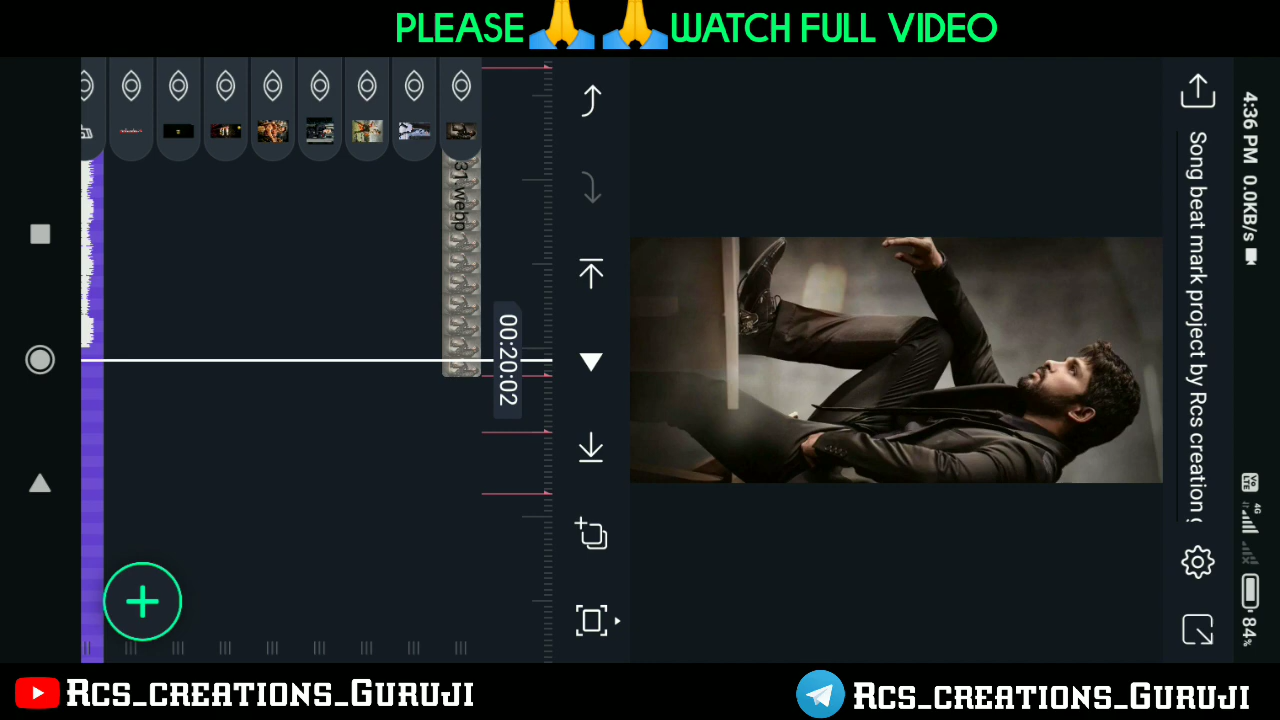 PLEASE🙏 🙏WATCH FULL VIDEO
4:36 PM 0.0KB/s
4G
84%
Song beat mark project by Rcs creation
31 webp
00:20:02
Rcs_creations_Guruji
Rcs_creations_Guruji